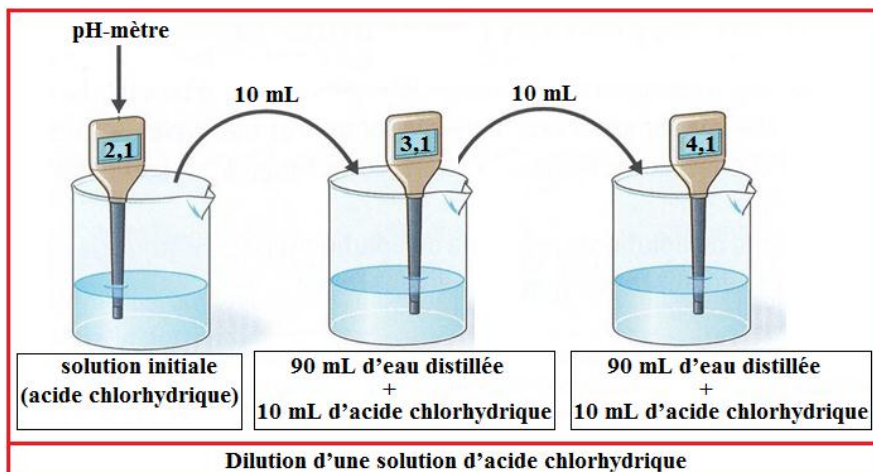 pH-mètre
10 mL
10 mL
2,1
3,1
4,1
solution initiale
(acide chlorhydrique)
90 mL d'eau distillée
+
10 mL d'acide chlorhydrique
90 mL d'eau distillée
+
10 mL d'acide chlorhydrique
Dilution d'une solution d'acide chlorhydrique